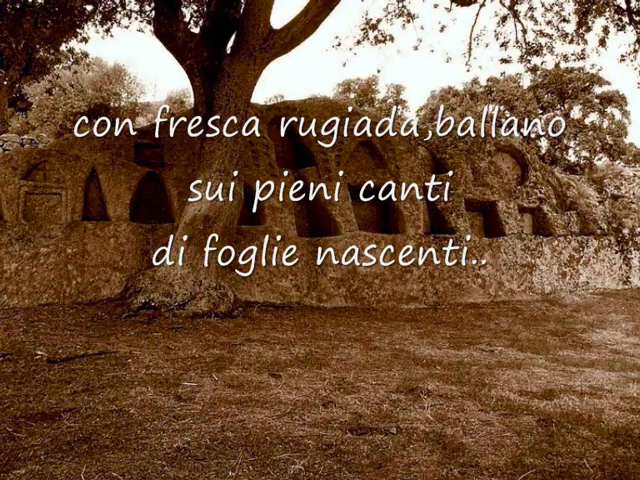 con fresca rugiada,ballano
sui pieni canti
di foglie nascenti..